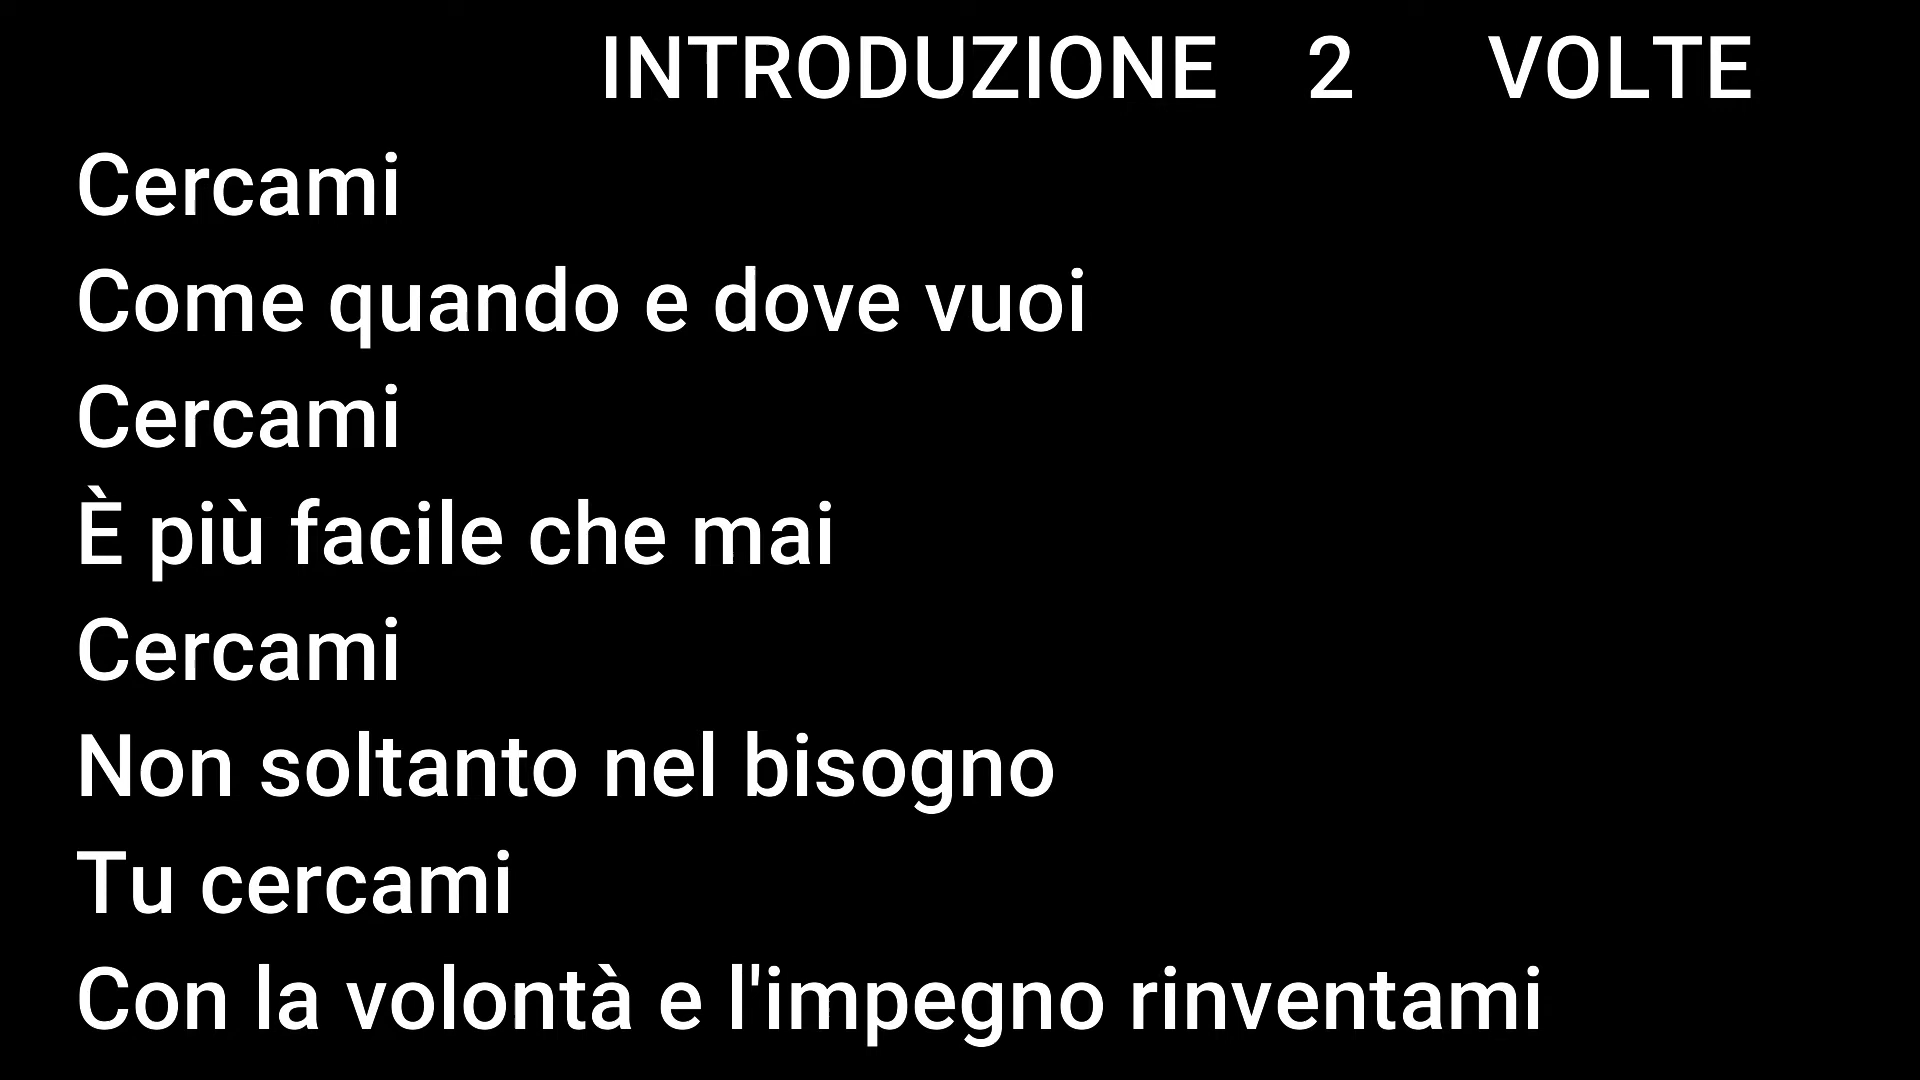 INTRODUZIONE 2 VOLTE
Cercami
Come quando e dove vuoi
Cercami
È più facile che mai
Cercami
Non soltanto nel bisogno
Tu cercami
Con la volontà e l'impegno rinventami